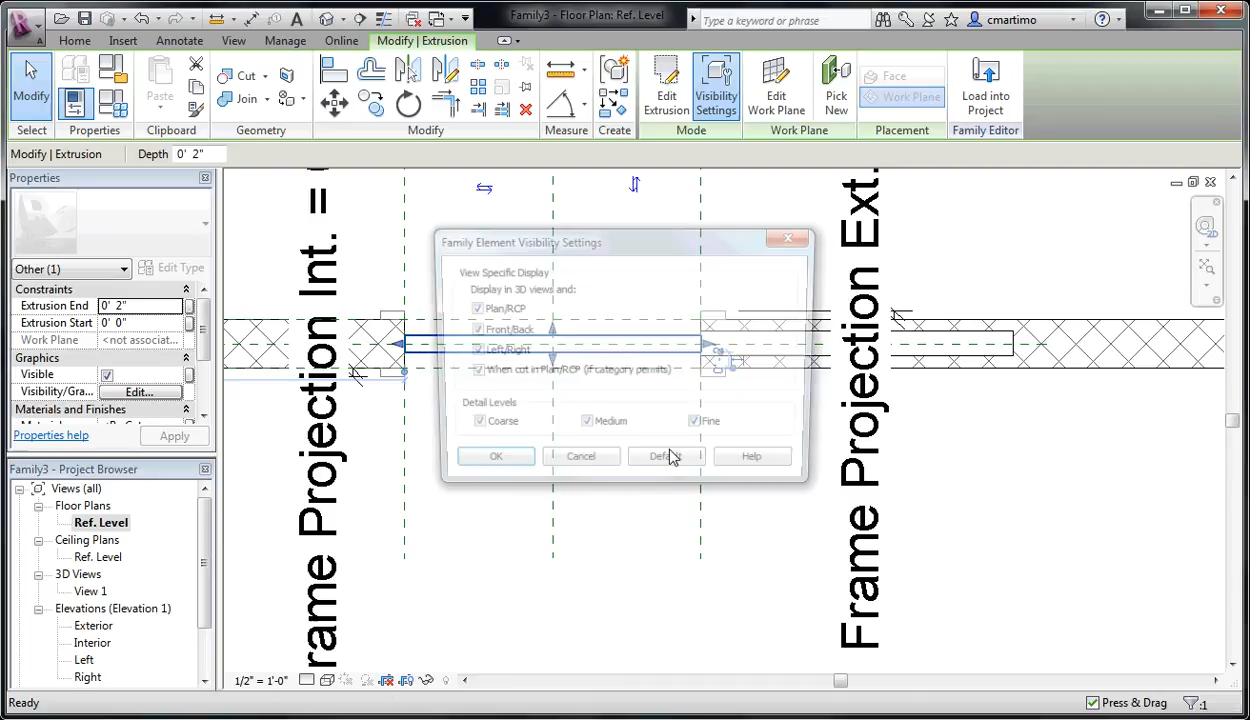 Family3 - Floor Plan: Ref. Level
Type a keyword or phrase
cmartimo
Home
Insert
Annotate
View
Manage
Online
Modify | Extrusion
Modify
Paste
Cut
Join
Edit
Extrusion
Visibility
Settings
Edit
Work Plane
Pick
New
Face
Work Plane
Load into
Project
Select
Properties
Clipboard
Geometry
Modify
Measure
Create
Mode
Work Plane
Placement
Family Editor
Modify | Extrusion
Depth
0' 2"
Properties
Other (1)
Edit Type
Constraints
Extrusion End
0' 2"
Extrusion Start
0' 0"
Work Plane
<not associat...
Graphics
Visible
Visibility/Gra...
Edit...
Materials and Finishes
Properties help
Apply
Family3 - Project Browser
Views (all)
Floor Plans
Ref. Level
Ceiling Plans
Ref. Level
3D Views
View 1
Elevations (Elevation 1)
Exterior
Interior
Left
Right
rame Projection Int. =
Frame Projection Ext.
Family Element Visibility Settings
View Specific Display
Display in 3D views and:
Plan/RCP
Front/Back
Left/Right
When cut in Plan/RCP (if category permits)
Detail Levels
Coarse
Medium
Fine
OK
Cancel
Default
Help
2D
1/2" = 1'-0"
Ready
Press & Drag
:1